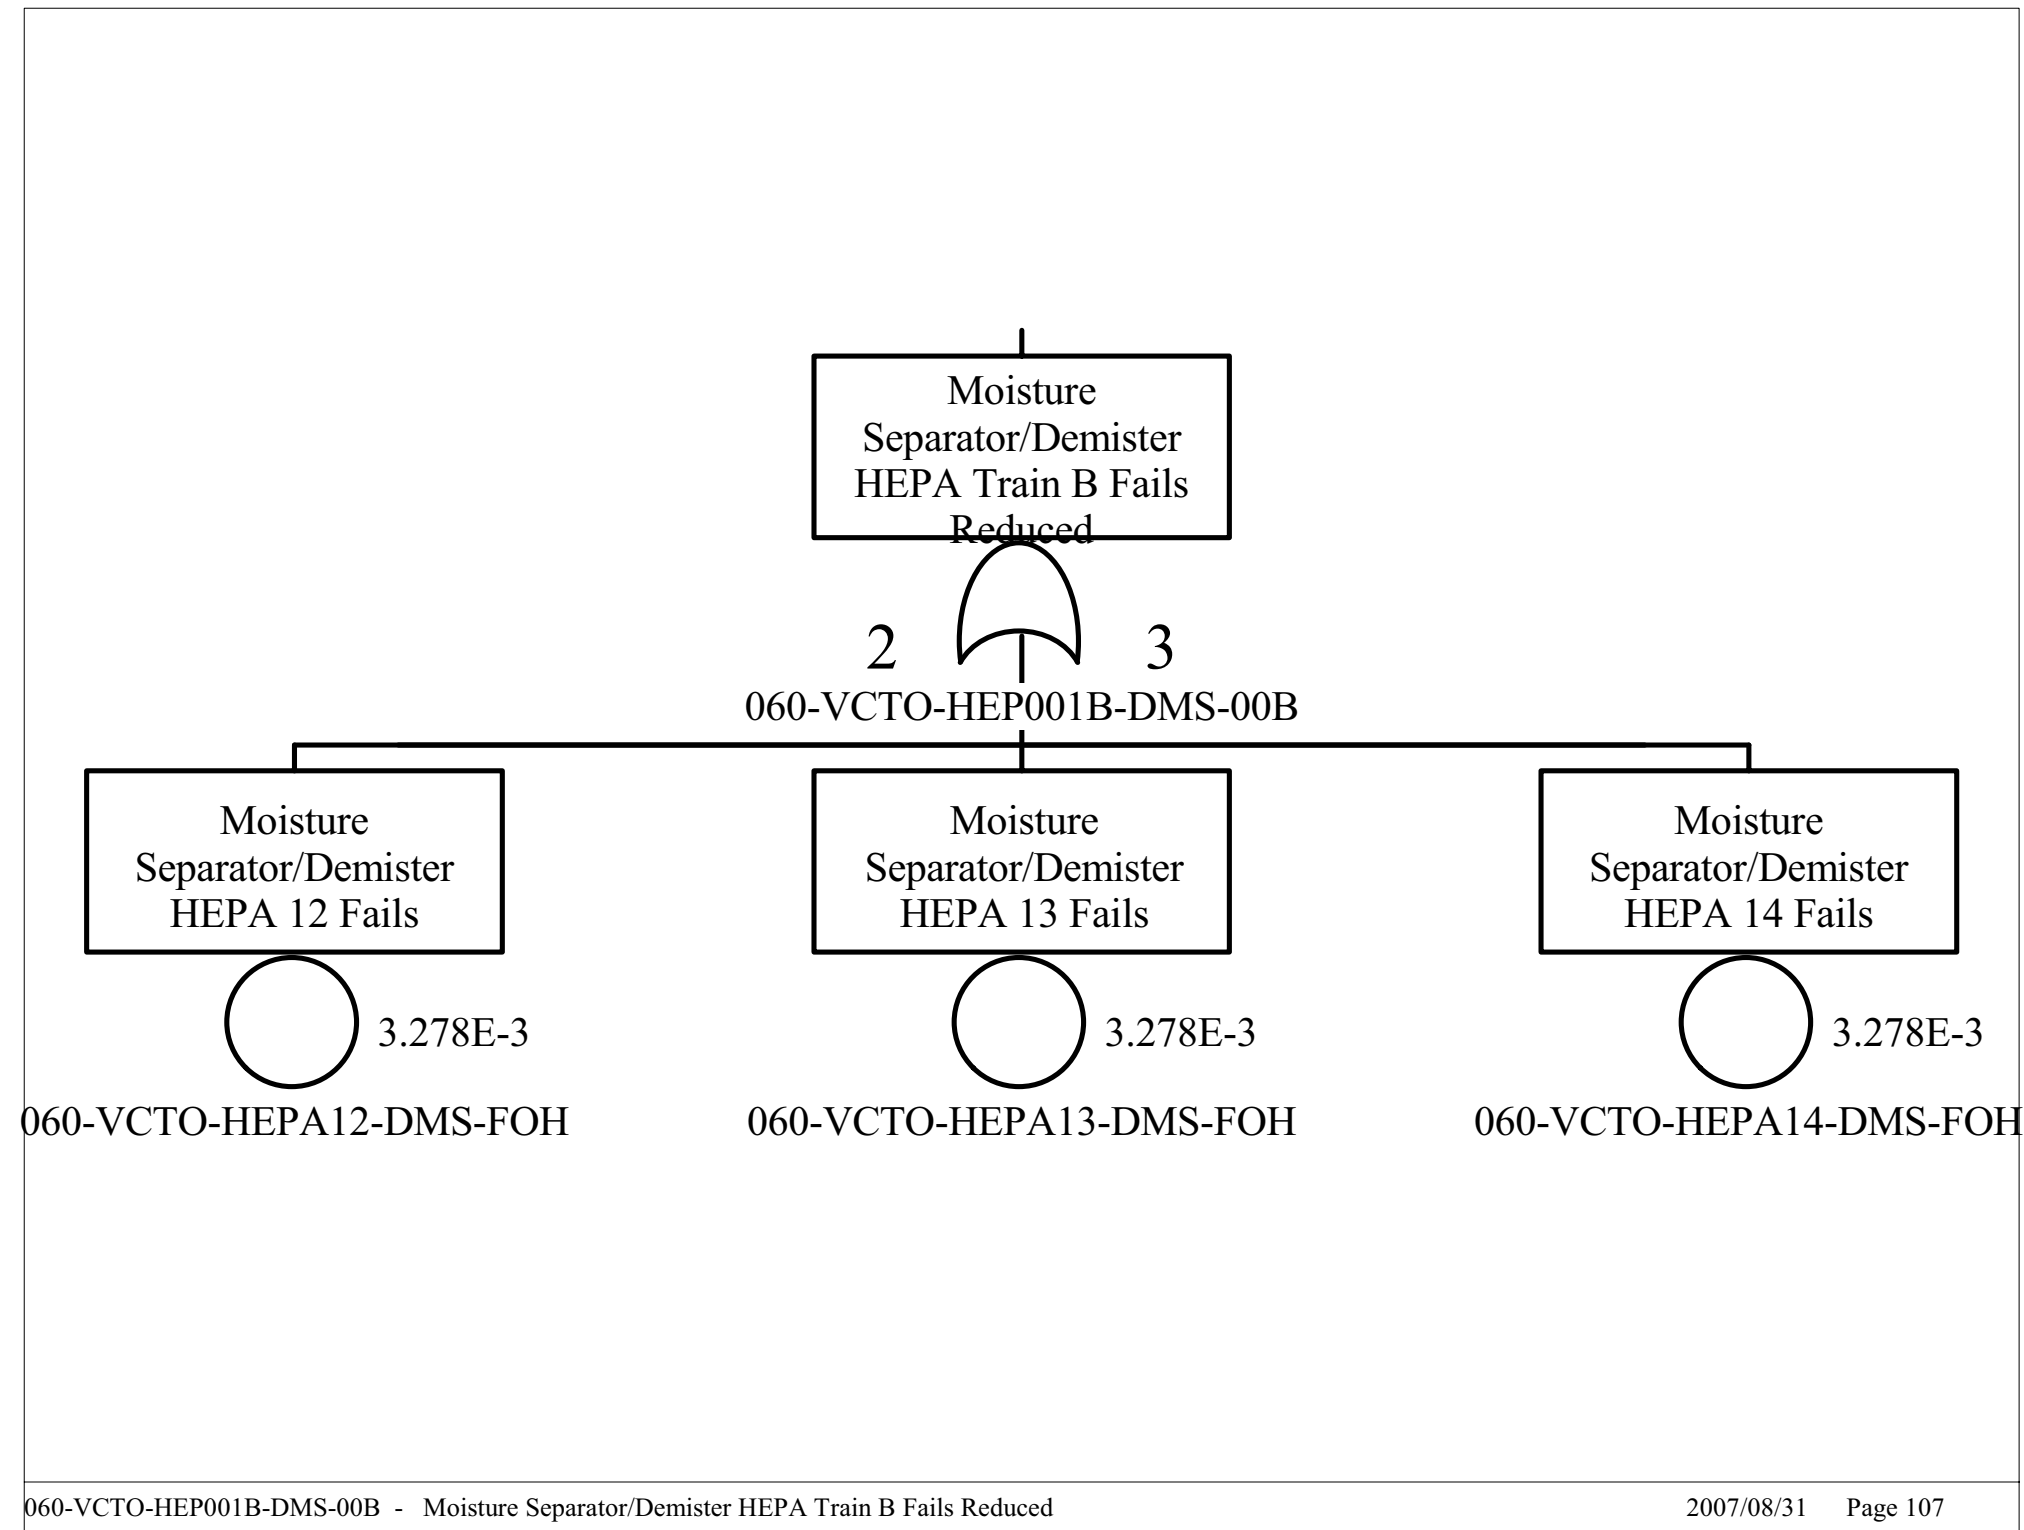 Moisture
Separator/Demister
HEPA Train B Fails
Reduced
2 3
060-VCTO-HEP001B-DMS-00B
Moisture
Separator/Demister
HEPA 12 Fails
3.278E-3
060-VCTO-HEPA12-DMS-FOH
Moisture
Separator/Demister
HEPA 13 Fails
3.278E-3
060-VCTO-HEPA13-DMS-FOH
Moisture
Separator/Demister
HEPA 14 Fails
3.278E-3
060-VCTO-HEPA14-DMS-FOH
060-VCTO-HEP001B-DMS-00B - Moisture Separator/Demister HEPA Train B Fails Reduced 2007/08/31 Page 107